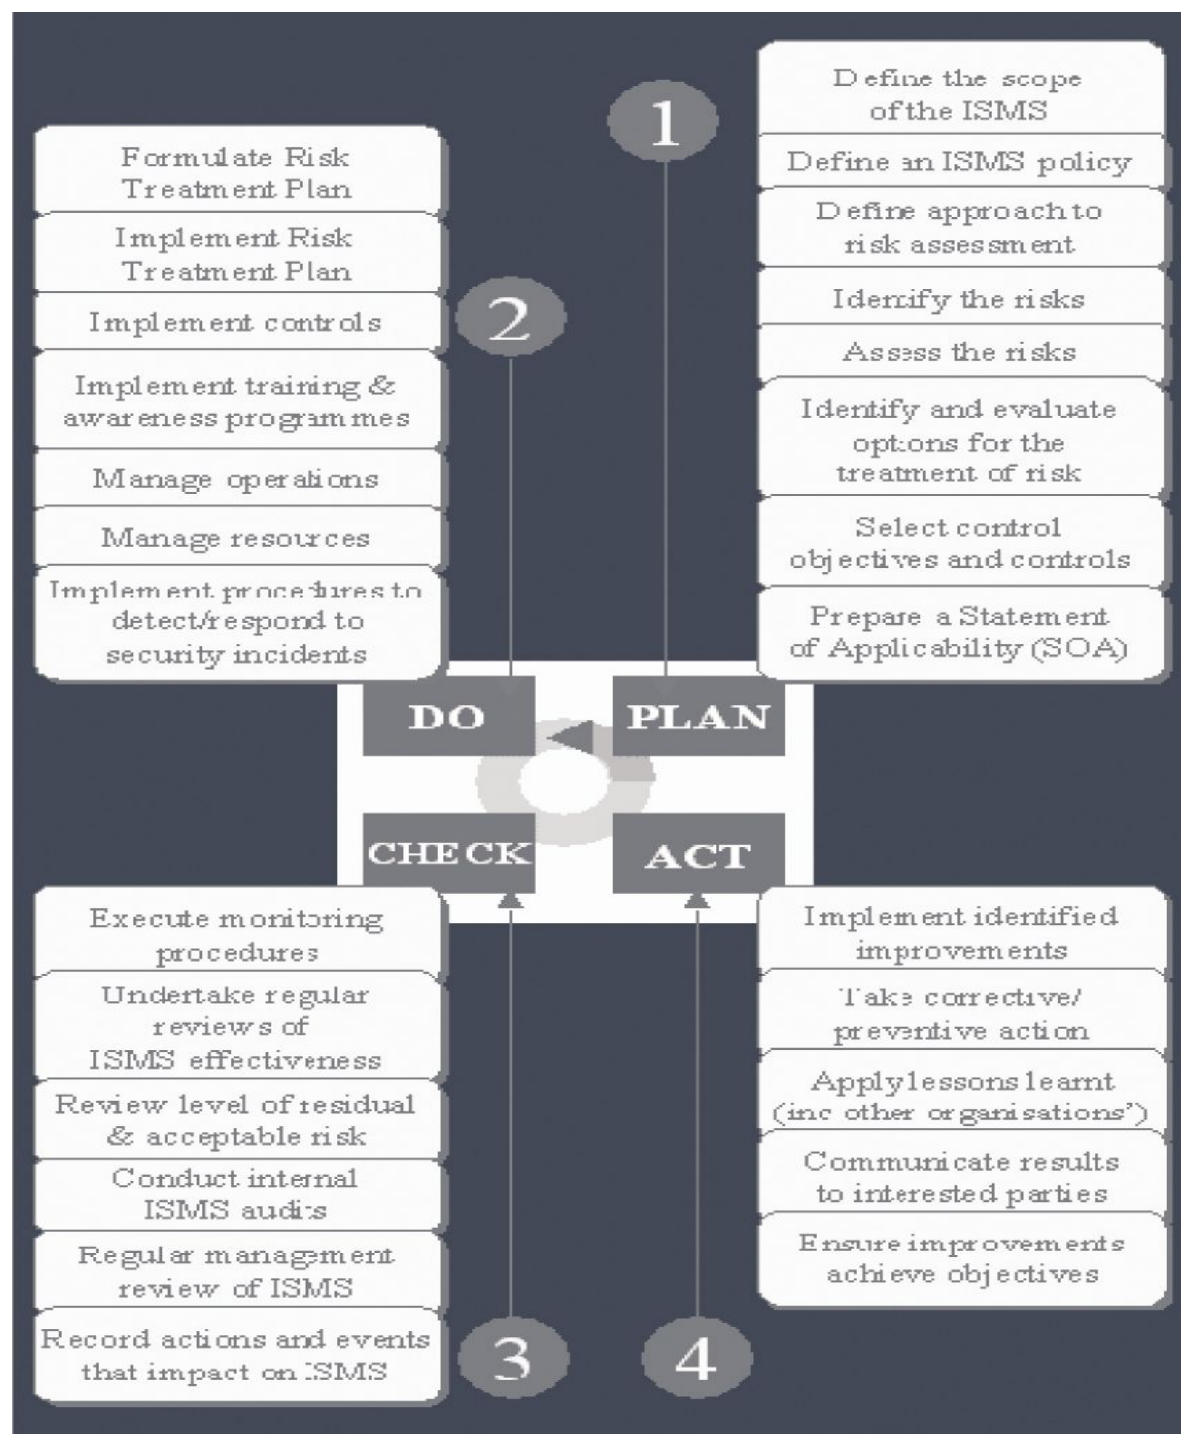 1
Define the scope
of the ISMS
Define an ISMS policy
Define approach to
risk assessment
Identify the risks
Assess the risks
Identify and evaluate
options for the
treatment of risk
Select control
objectives and controls
Prepare a Statement
of Applicability (SOA)
2
Formulate Risk
Treatment Plan
Implement Risk
Treatment Plan
Implement controls
Implement training &
awareness programmes
Manage operations
Manage resources
Implement procedures to
detect/respond to
security incidents
DO
PLAN
CHECK
ACT
Execute monitoring
procedures
Undertake regular
reviews of
ISMS effectiveness
Review level of residual
& acceptable risk
Conduct internal
ISMS audits
Regular management
review of ISMS
Record actions and events
that impact on ISMS
3
Implement identified
improvements
Take corrective/
preventive action
Apply lessons learnt
(inc other organisations')
Communicate results
to interested parties
Ensure improvements
achieve objectives
4